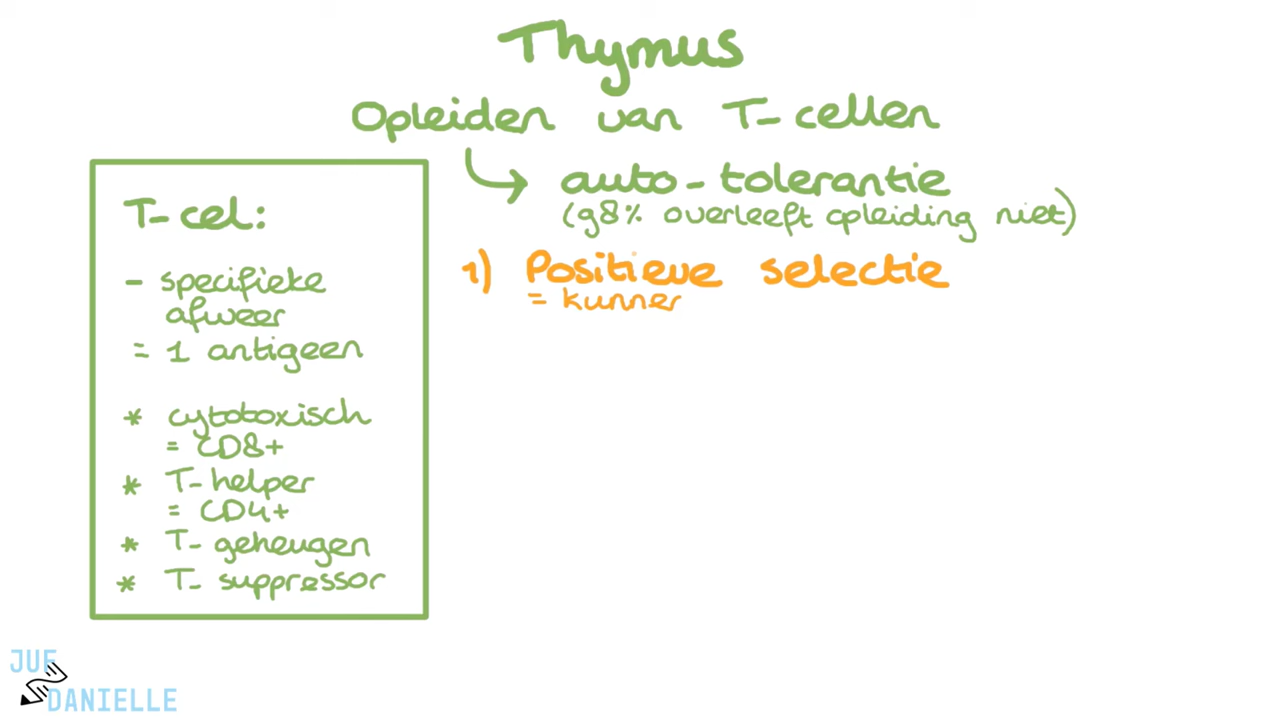 Thymus
Opleiden van T-cellen
auto-tolerantie
(98% overleeft opleiding niet)
T-cel:
- specifieke
afweer
= 1 antigeen
* cytotoxisch
= CD8+
* T-helper
= CD4+
* T-geheugen
* T-suppressor
1) Positieve selectie
= kunner
JUF
DANIELLE